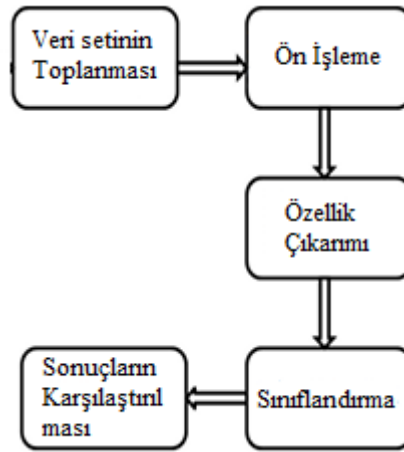 Veri setinin
Toplanması
Ön İşleme
Özellik
Çıkarımı
Sınıflandırma
Sonuçların
Karşılaştırıl
ması